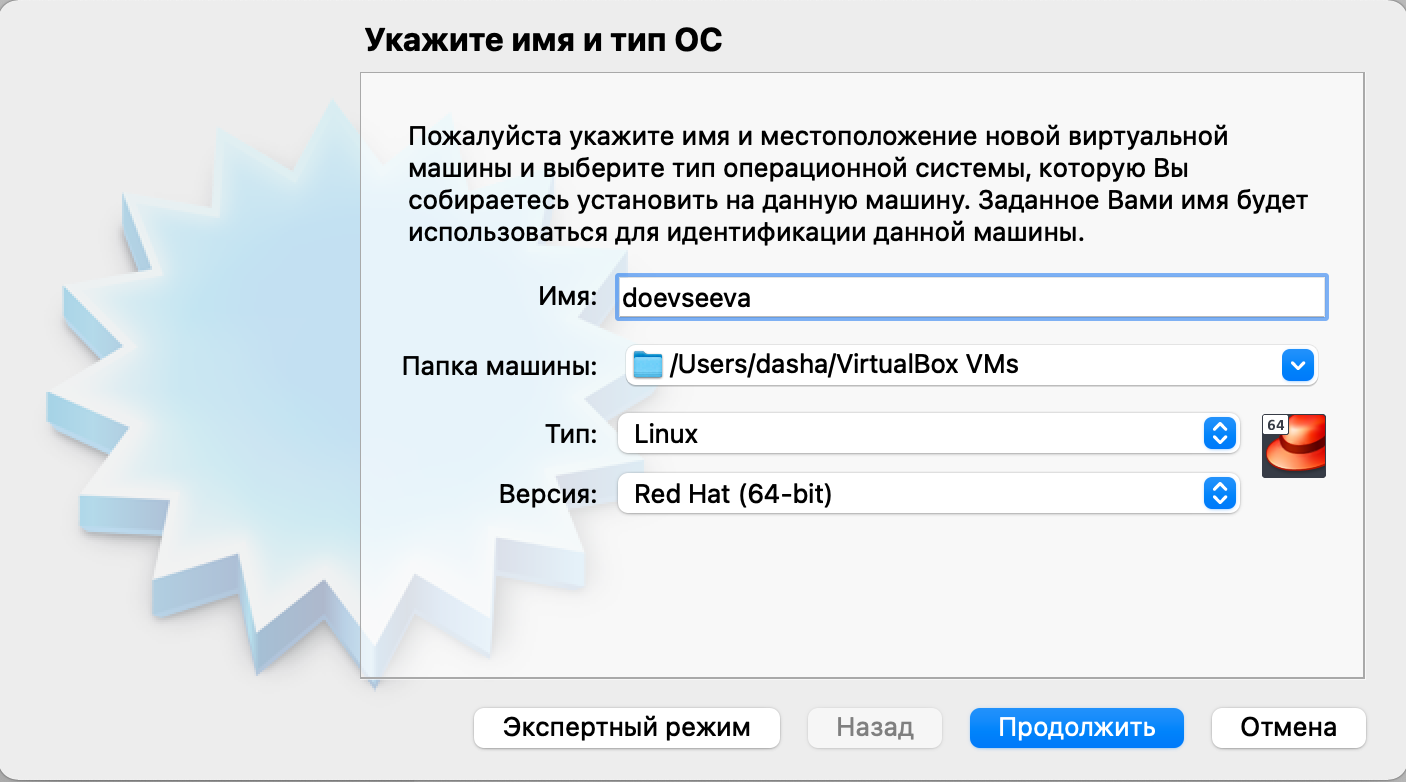 Укажите имя и тип ОС
Пожалуйста укажите имя и местоположение новой виртуальной
машины и выберите тип операционной системы, которую Вы
собираетесь установить на данную машину. Заданное Вами имя будет
использоваться для идентификации данной машины.
Имя: doevseeva
Папка машины: /Users/dasha/VirtualBox VMs
Тип: Linux
64
Версия: Red Hat (64-bit)
Экспертный режим Назад Продолжить Отмена